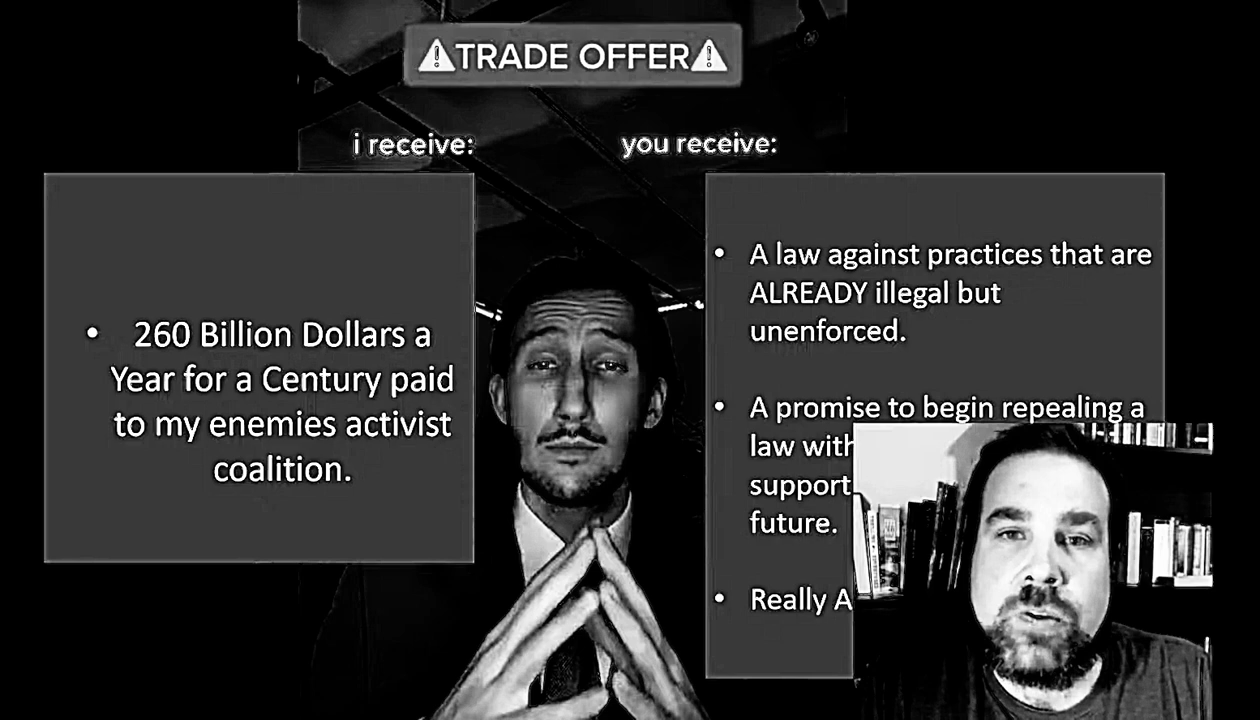 ⚠TRADE OFFER⚠
i receive:
you receive:
• 260 Billion Dollars a
Year for a Century paid
to my enemies activist
coalition.
• A law against practices that are
ALREADY illegal but
unenforced.
• A promise to begin repealing a
law with
support
future.
• Really A